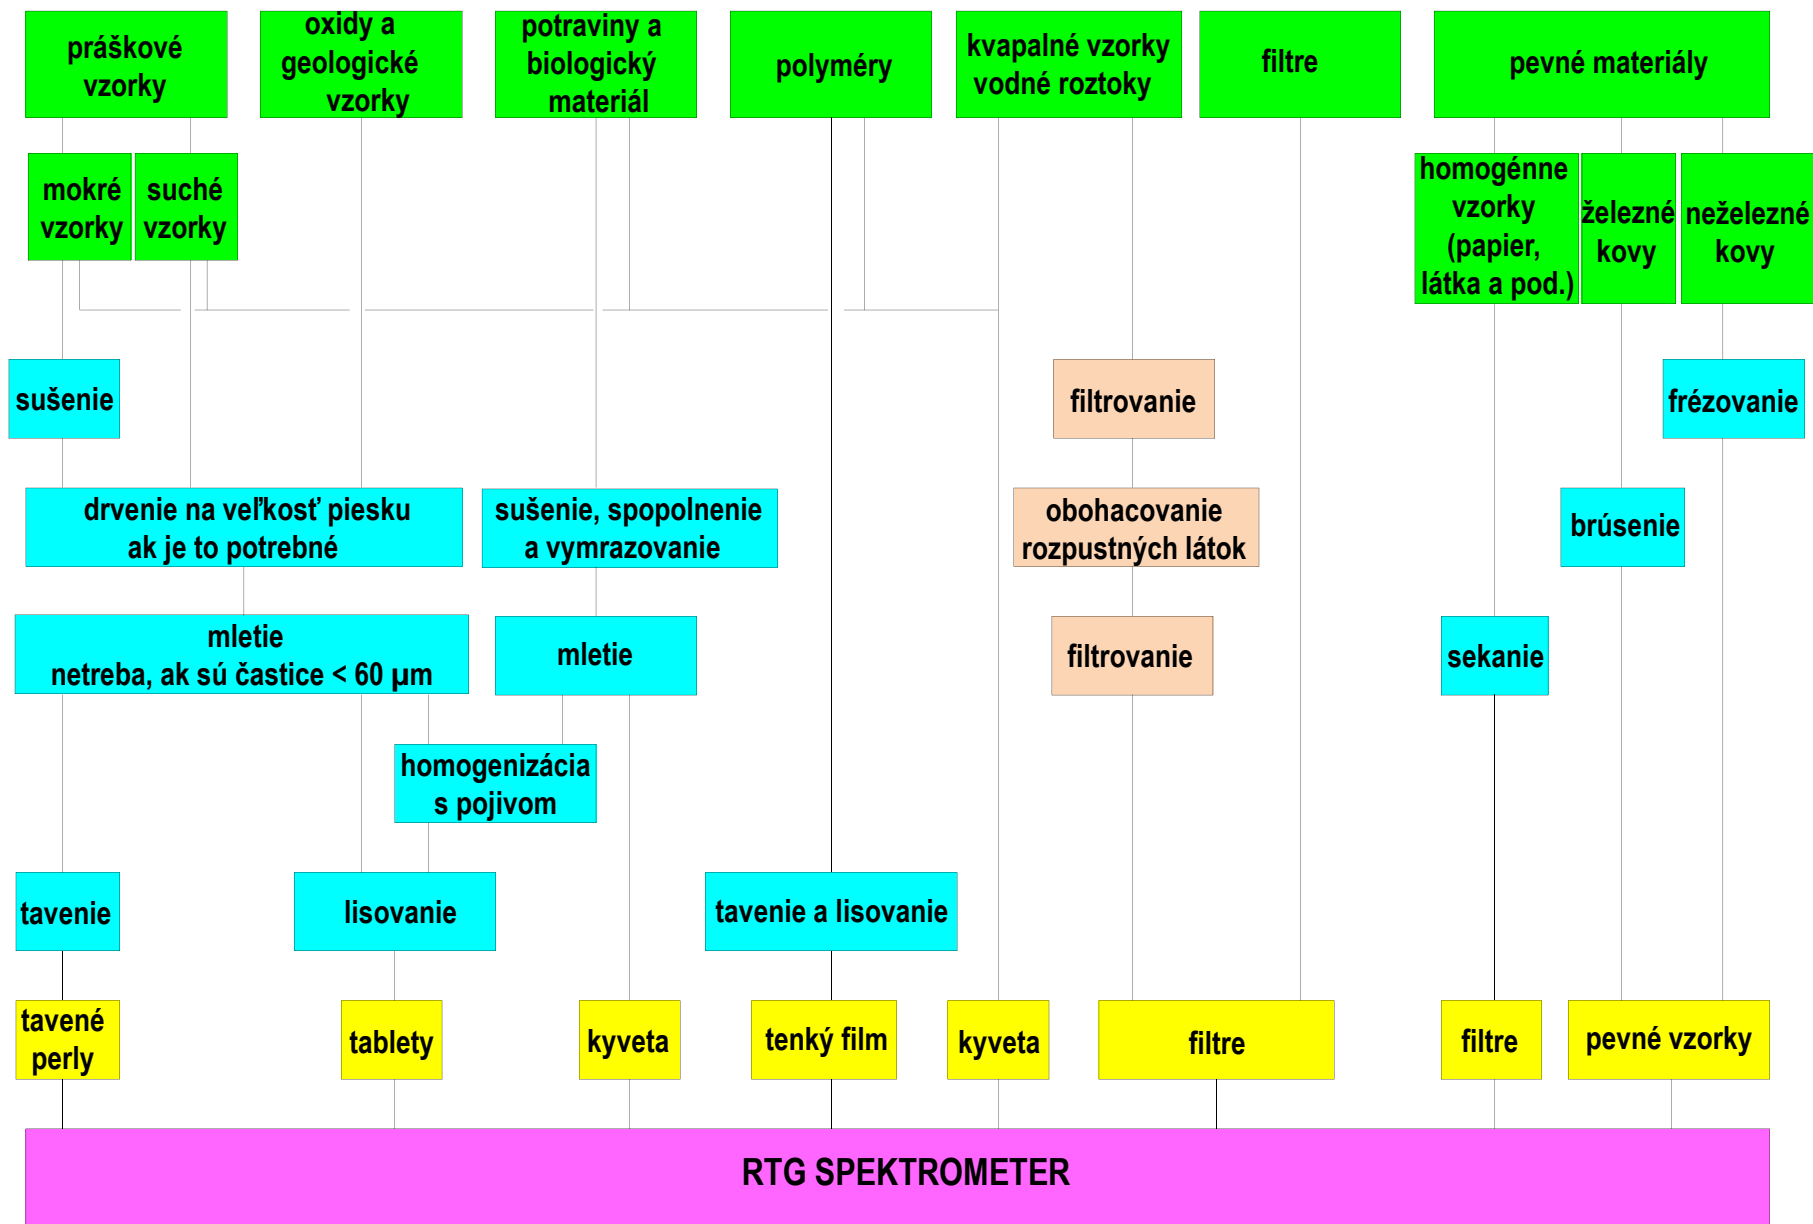 práškové
vzorky
oxidy a
geologické
vzorky
potraviny a
biologický
materiál
polyméry
kvapalné vzorky
vodné roztoky
filtre
pevné materiály
mokré
vzorky
suché
vzorky
homogénne
vzorky
(papier,
látka a pod.)
železné
kovy
neželezné
kovy
sušenie
filtrovanie
frézovanie
drvenie na veľkosť piesku
ak je to potrebné
sušenie, spopolnenie
a vymrazovanie
obohacovanie
rozpustných látok
brúsenie
mletie
netreba, ak sú častice < 60 µm
mletie
filtrovanie
sekanie
homogenizácia
s pojivom
tavenie
lisovanie
tavenie a lisovanie
tavené
perly
tablety
kyveta
tenký film
kyveta
filtre
filtre
pevné vzorky
RTG SPEKTROMETER